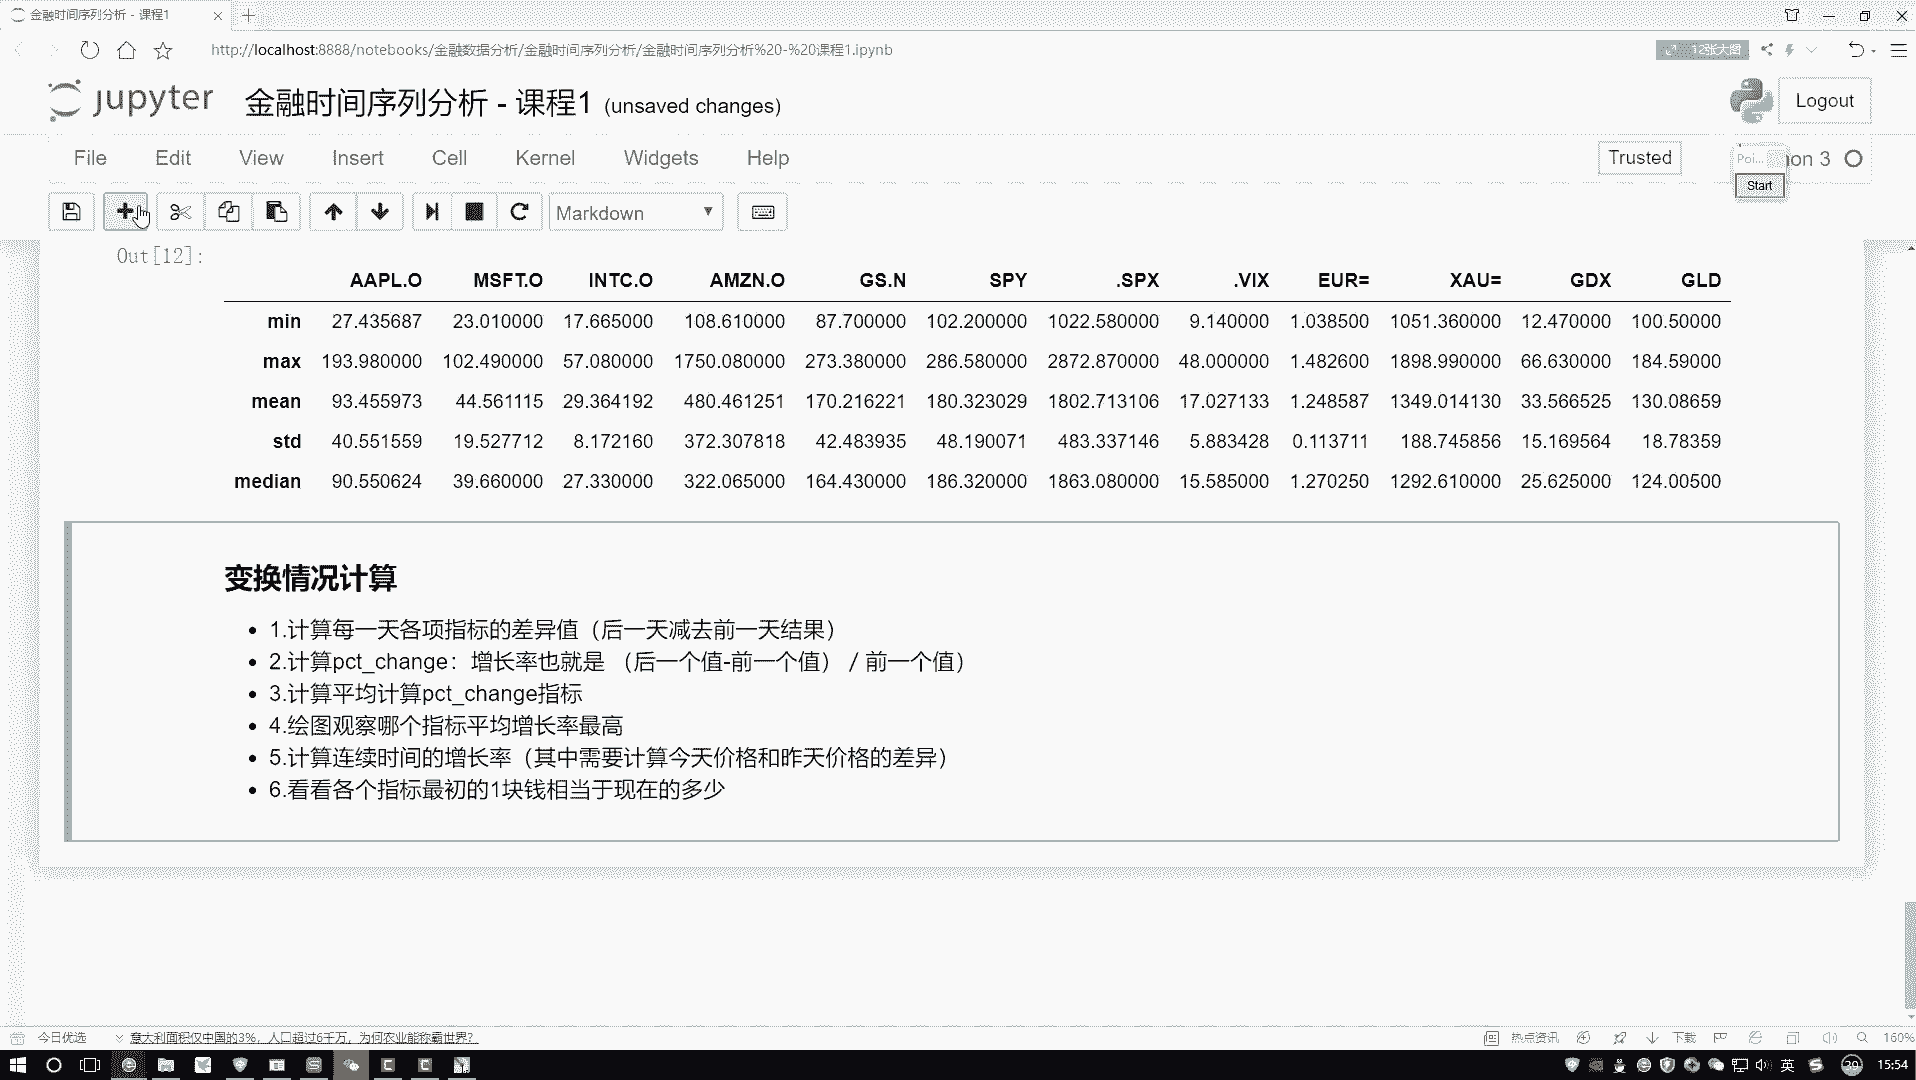 金融时间序列分析 - 课程1
http://localhost:8888/notebooks/金融数据分析/金融时间序列分析/金融时间序列分析%20-%20课程1.ipynb
12张大图
jupyter 金融时间序列分析 - 课程1 (unsaved changes)
Logout
File Edit View Insert Cell Kernel Widgets Help
Trusted
Poi... on 3
Start
Markdown
Out[12]:
AAPL.O MSFT.O INTC.O AMZN.O GS.N SPY .SPX .VIX EUR= XAU= GDX GLD
min 27.435687 23.010000 17.665000 108.610000 87.700000 102.200000 1022.580000 9.140000 1.038500 1051.360000 12.470000 100.50000
max 193.980000 102.490000 57.080000 1750.080000 273.380000 286.580000 2872.870000 48.000000 1.482600 1898.990000 66.630000 184.59000
mean 93.455973 44.561115 29.364192 480.461251 170.216221 180.323029 1802.713106 17.027133 1.248587 1349.014130 33.566525 130.08659
std 40.551559 19.527712 8.172160 372.307818 42.483935 48.190071 483.337146 5.883428 0.113711 188.745856 15.169564 18.78359
median 90.550624 39.660000 27.330000 322.065000 164.430000 186.320000 1863.080000 15.585000 1.270250 1292.610000 25.625000 124.00500
变换情况计算
• 1.计算每一天各项指标的差异值（后一天减去前一天结果）
• 2.计算pct_change：增长率也就是 （后一个值-前一个值） / 前一个值）
• 3.计算平均计算pct_change指标
• 4.绘图观察哪个指标平均增长率最高
• 5.计算连续时间的增长率（其中需要计算今天价格和昨天价格的差异）
• 6.看看各个指标最初的1块钱相当于现在的多少
今日优选
意大利面积仅中国的3%，人口超过6千万，为何农业能称霸世界？
热点资讯
下载
160%
英
39
15:54